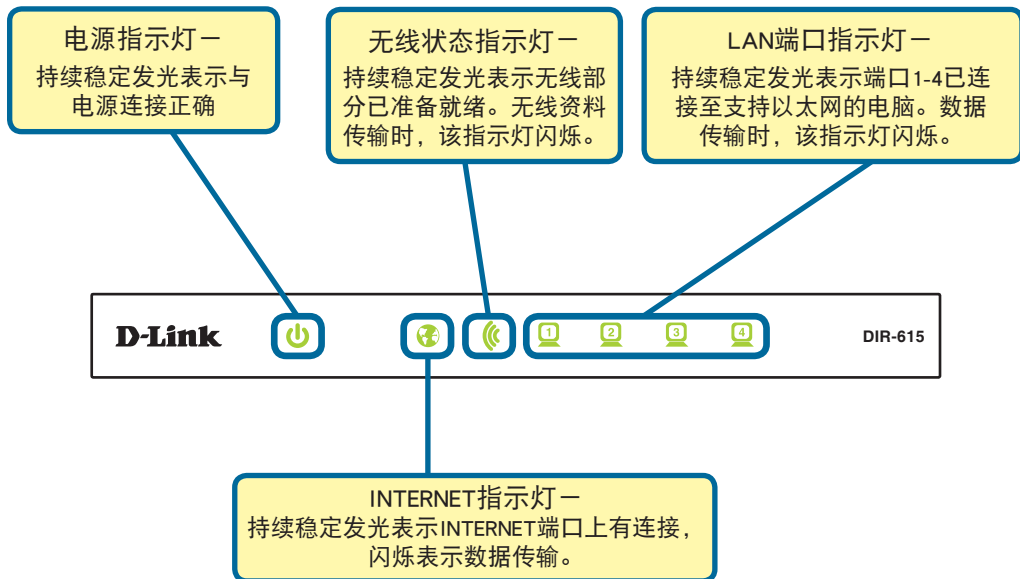 电源指示灯－
持续稳定发光表示与
电源连接正确
无线状态指示灯－
持续稳定发光表示无线部
分已准备就绪。无线资料
传输时，该指示灯闪烁。
LAN端口指示灯－
持续稳定发光表示端口1-4已连
接至支持以太网的电脑。数据
传输时，该指示灯闪烁。
D-Link
1 2 3 4
DIR-615
INTERNET指示灯－
持续稳定发光表示INTERNET端口上有连接，
闪烁表示数据传输。